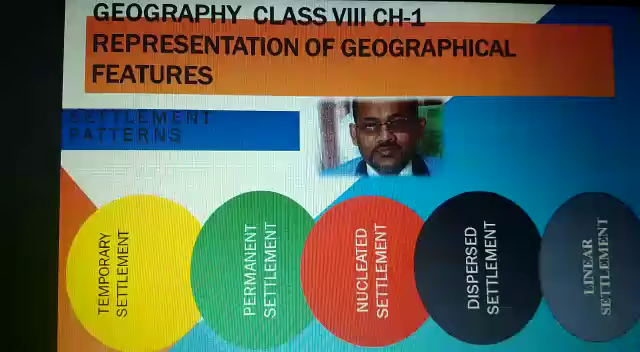 GEOGRAPHY CLASS VIII CH-1
REPRESENTATION OF GEOGRAPHICAL
FEATURES
SETTLEMENT
PATTERNS
TEMPORARY
SETTLEMENT
PERMANENT
SETTLEMENT
NUCLEATED
SETTLEMENT
DISPERSED
SETTLEMENT
LINEAR
SETTLEMENT